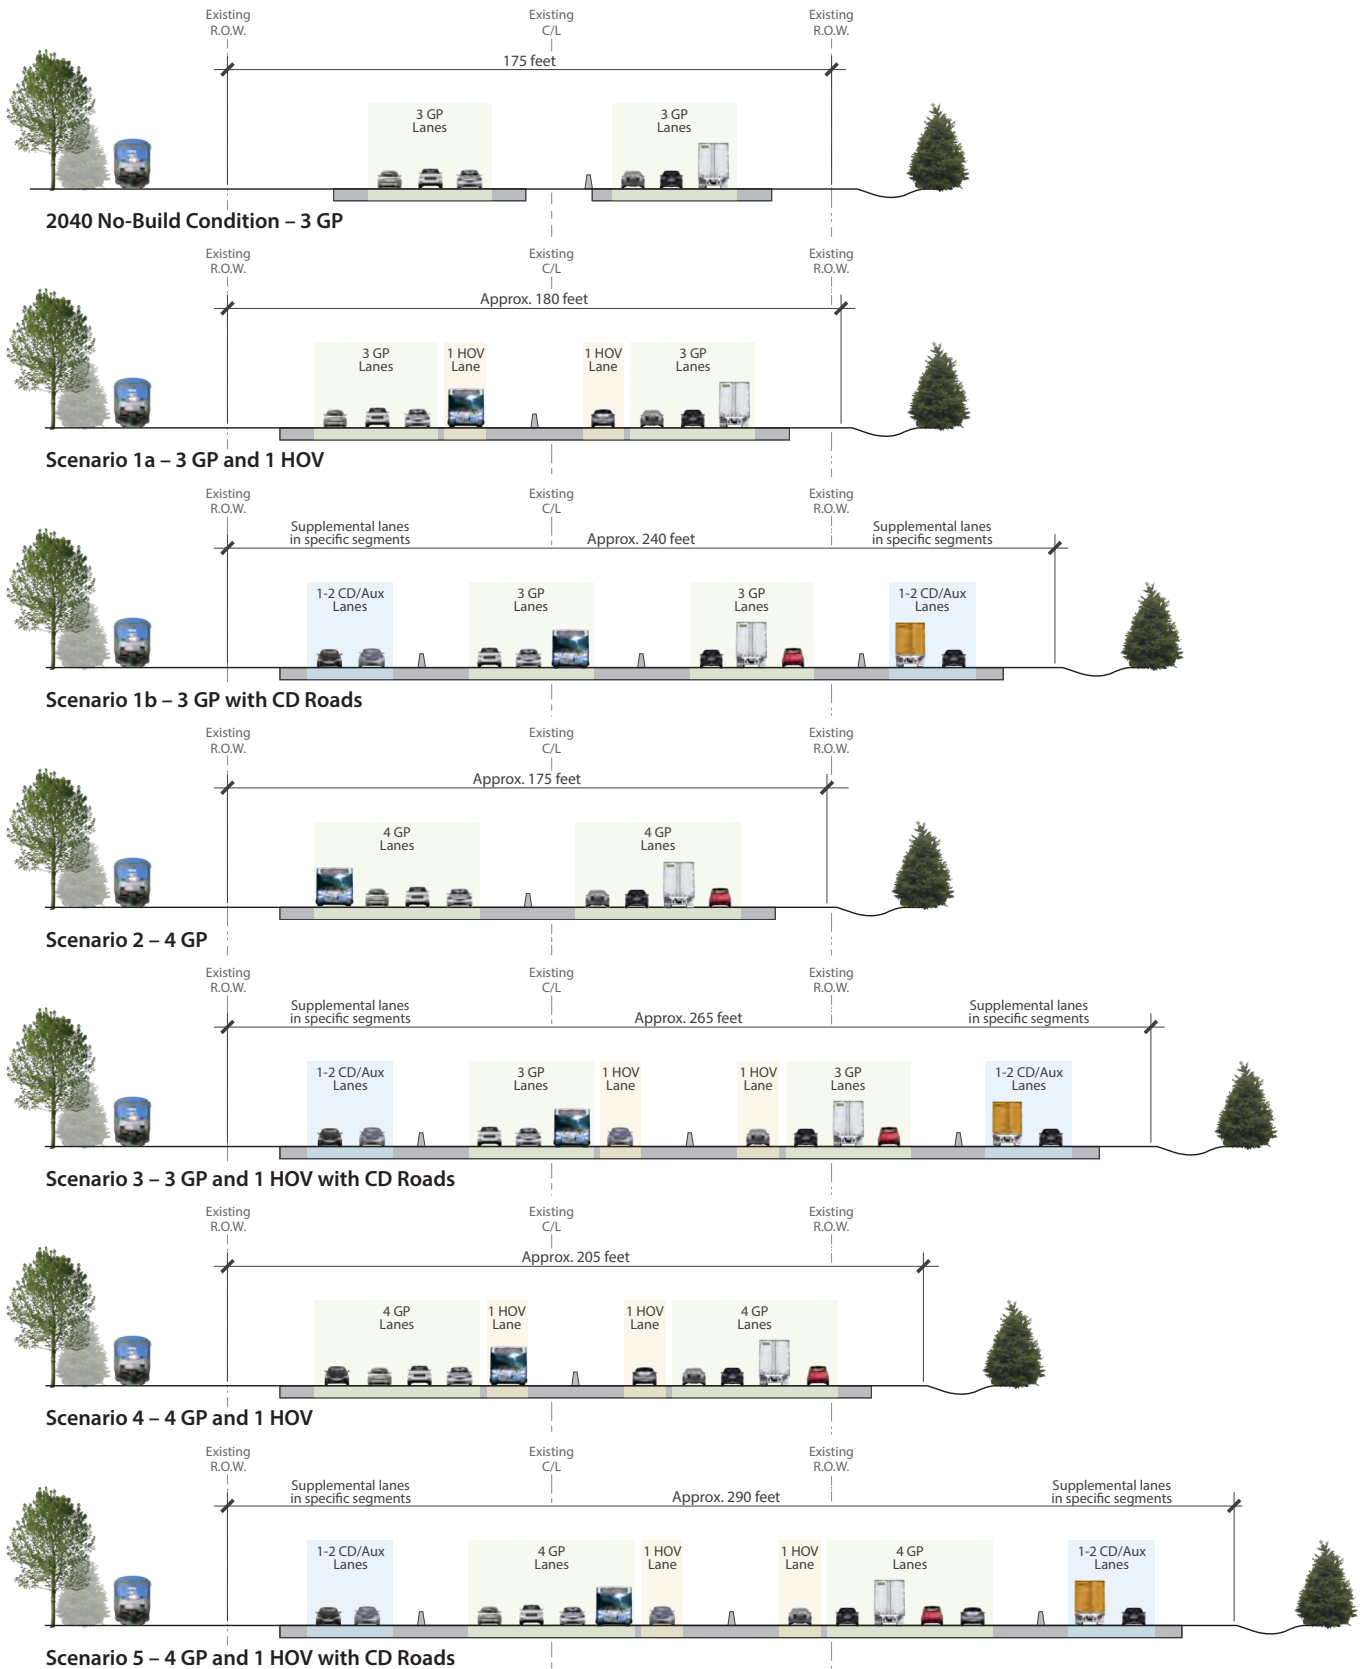 Existing
R.O.W.
Existing
C/L
Existing
R.O.W.
175 feet
3 GP
Lanes
3 GP
Lanes
2040 No-Build Condition – 3 GP
Existing
R.O.W.
Existing
C/L
Existing
R.O.W.
Approx. 180 feet
3 GP
Lanes
1 HOV
Lane
1 HOV
Lane
3 GP
Lanes
Scenario 1a – 3 GP and 1 HOV
Existing
R.O.W.
Existing
C/L
Existing
R.O.W.
Supplemental lanes
in specific segments
Approx. 240 feet
Supplemental lanes
in specific segments
1-2 CD/Aux
Lanes
3 GP
Lanes
3 GP
Lanes
1-2 CD/Aux
Lanes
Scenario 1b – 3 GP with CD Roads
Existing
R.O.W.
Existing
C/L
Existing
R.O.W.
Approx. 175 feet
4 GP
Lanes
4 GP
Lanes
Scenario 2 – 4 GP
Existing
R.O.W.
Existing
C/L
Existing
R.O.W.
Supplemental lanes
in specific segments
Approx. 265 feet
Supplemental lanes
in specific segments
1-2 CD/Aux
Lanes
3 GP
Lanes
1 HOV
Lane
1 HOV
Lane
3 GP
Lanes
1-2 CD/Aux
Lanes
Scenario 3 – 3 GP and 1 HOV with CD Roads
Existing
R.O.W.
Existing
C/L
Existing
R.O.W.
Approx. 205 feet
4 GP
Lanes
1 HOV
Lane
1 HOV
Lane
4 GP
Lanes
Scenario 4 – 4 GP and 1 HOV
Existing
R.O.W.
Existing
C/L
Existing
R.O.W.
Supplemental lanes
in specific segments
Approx. 290 feet
Supplemental lanes
in specific segments
1-2 CD/Aux
Lanes
4 GP
Lanes
1 HOV
Lane
1 HOV
Lane
4 GP
Lanes
1-2 CD/Aux
Lanes
Scenario 5 – 4 GP and 1 HOV with CD Roads